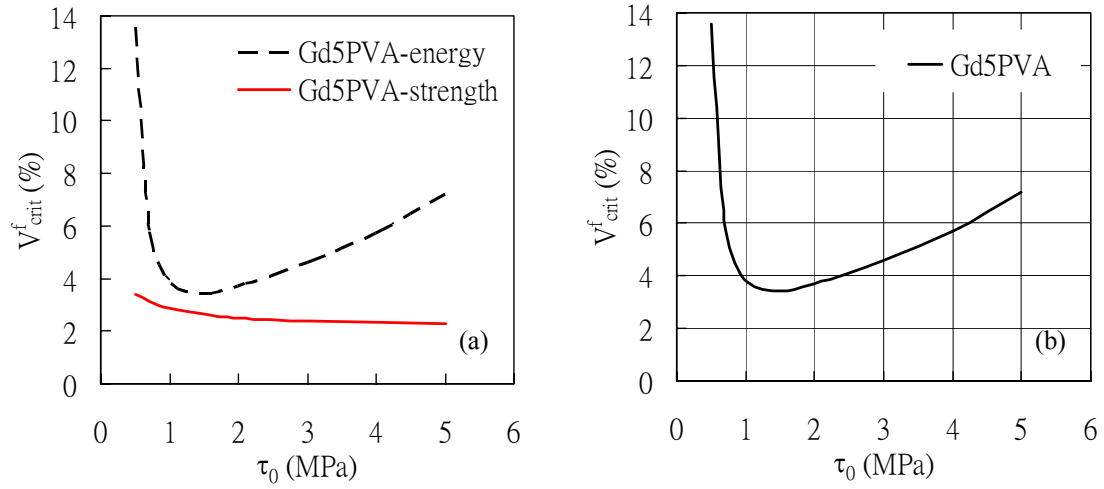 14
12
10
8
6
4
2
0
V^f_crit (%)
Gd5PVA-energy
Gd5PVA-strength
(a)
0 1 2 3 4 5 6
τ0 (MPa)
14
12
10
8
6
4
2
0
V^f_crit (%)
Gd5PVA
(b)
0 1 2 3 4 5 6
τ0 (MPa)